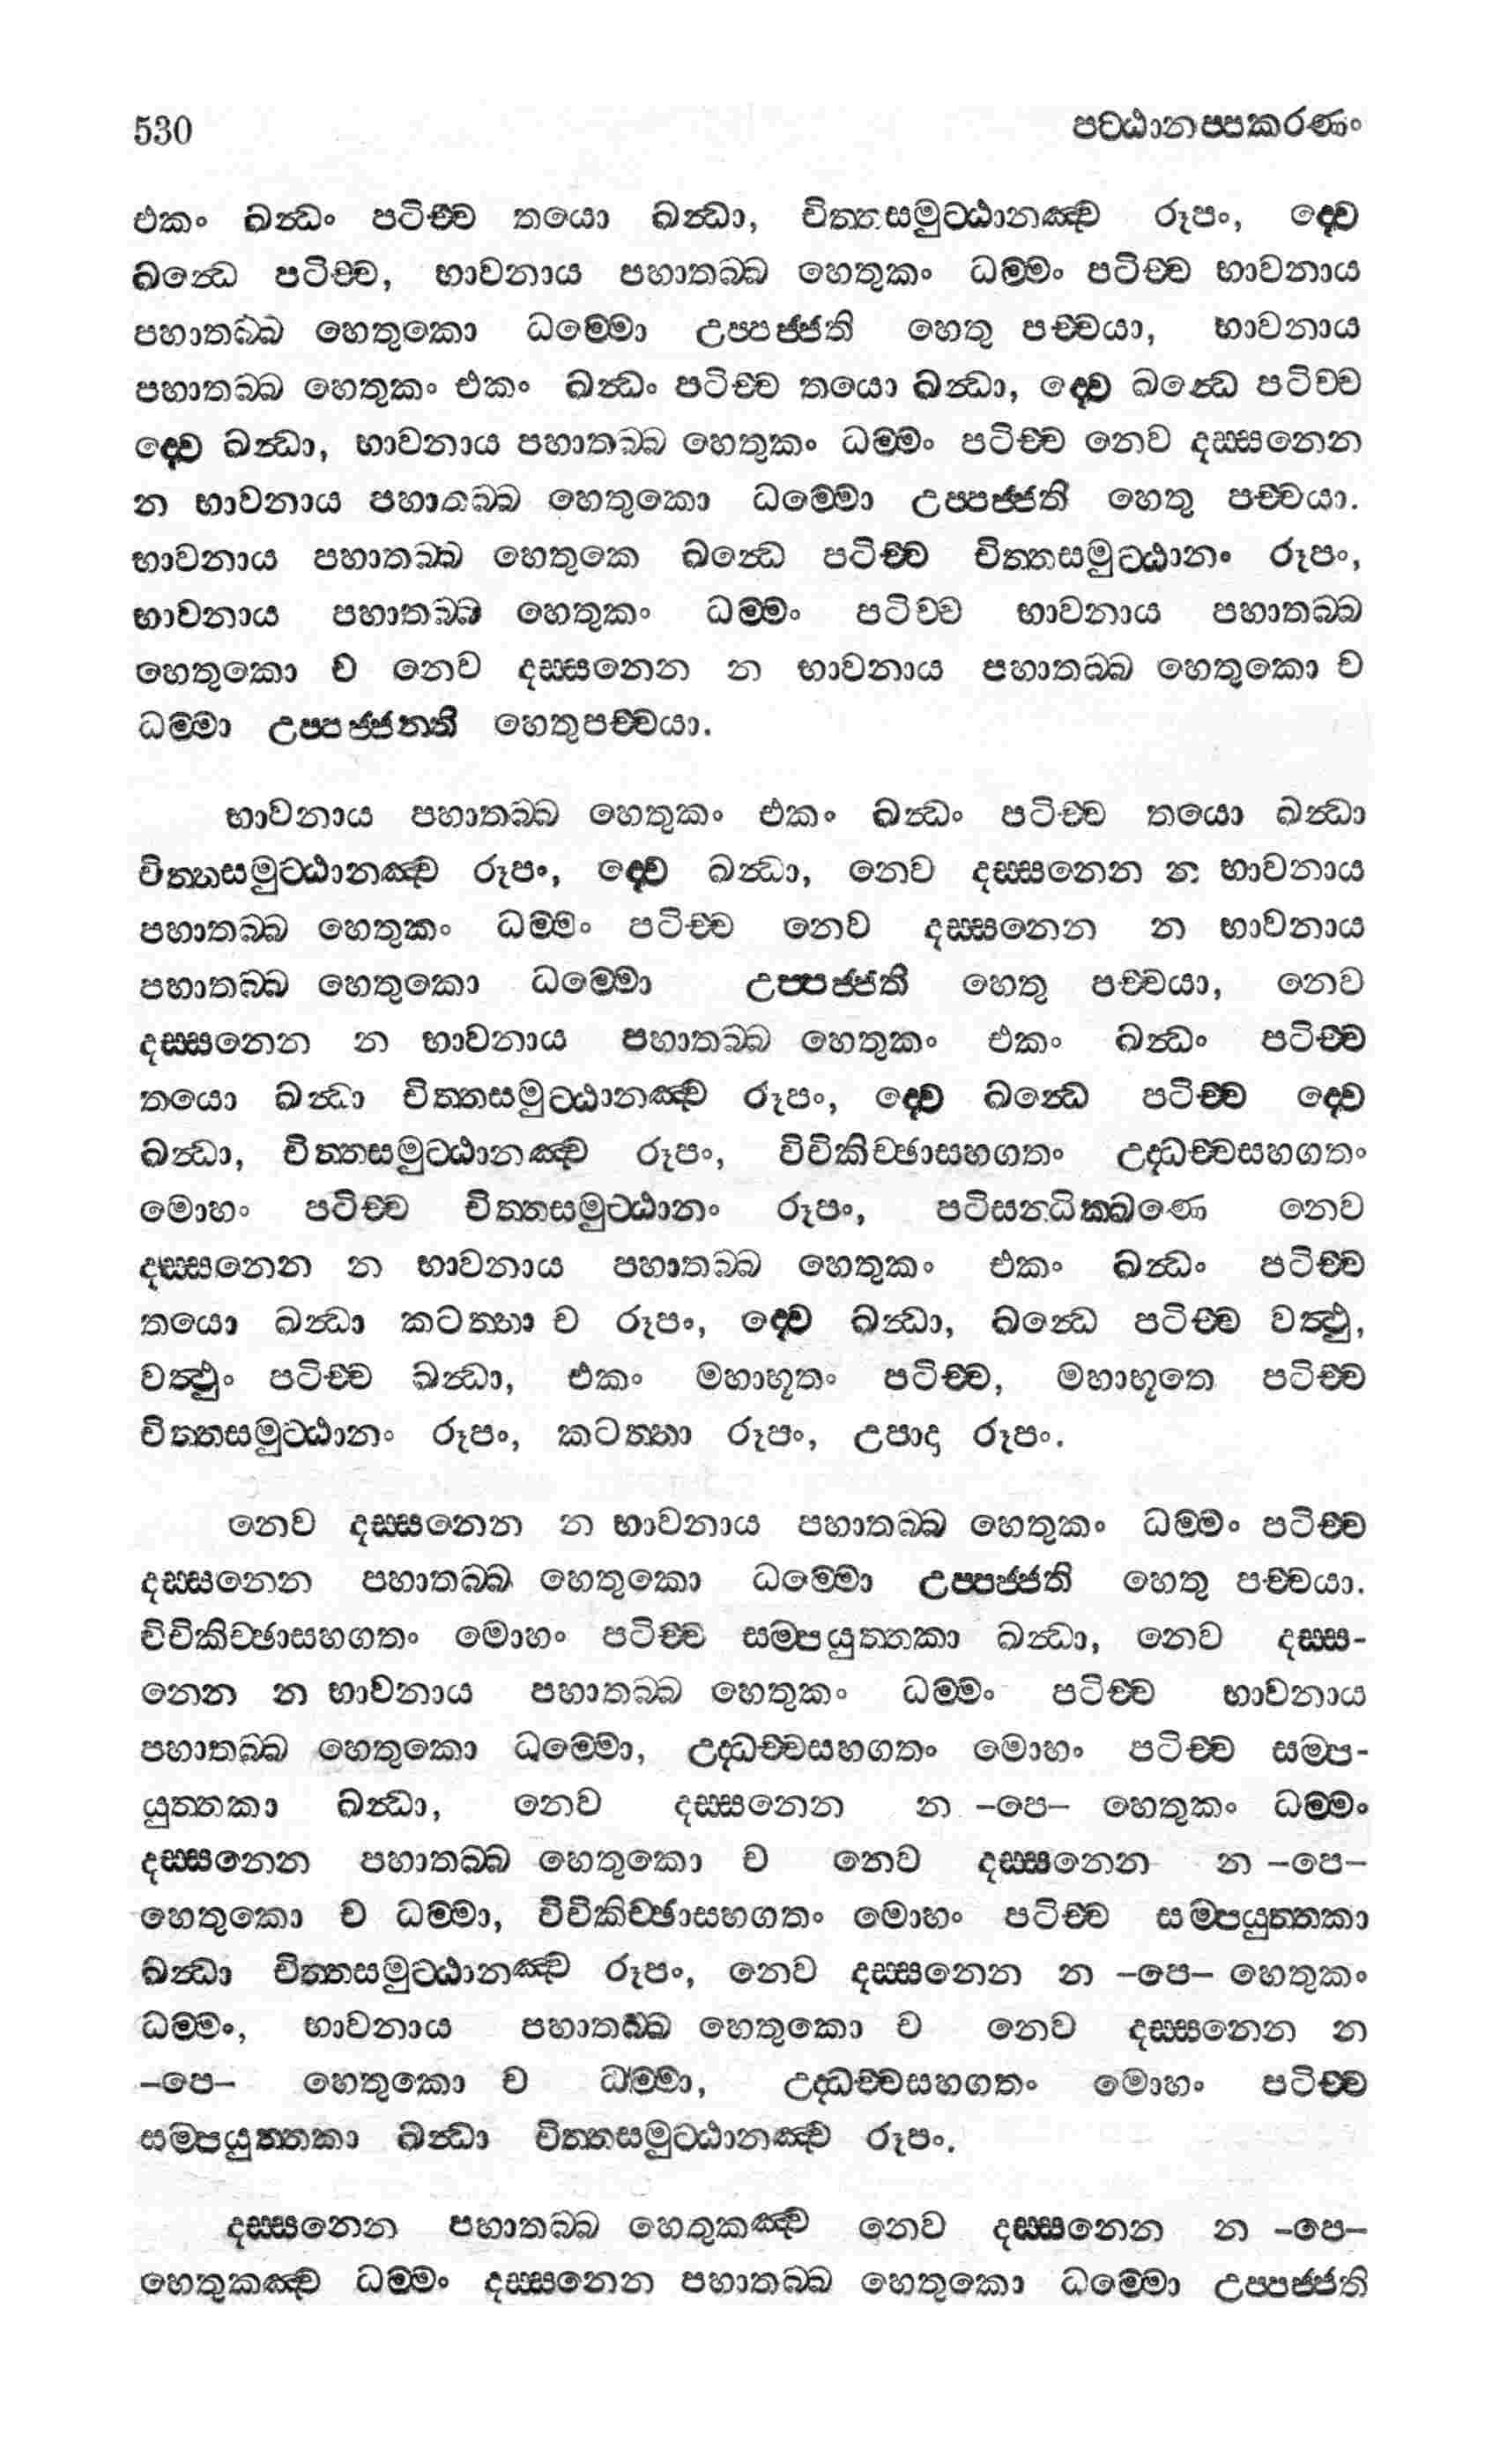 530 පට්ඨානප්පකරණං
එකං ඛන්ධං පටිච්ච තයො ඛන්ධා, චිත්තසමුට්ඨානඤ්ච රූපං, ද්වෙ
ඛන්ධෙ පටිච්ච, භාවනාය පහාතබ්බ හෙතුකං ධම්මං පටිච්ච භාවනාය
පහාතබ්බ හෙතුකො ධම්මො උප්පජ්ජති හෙතු පච්චයා, භාවනාය
පහාතබ්බ හෙතුකං එකං ඛන්ධං පටිච්ච තයො ඛන්ධා, ද්වෙ ඛන්ධෙ පටිච්ච
ද්වෙ ඛන්ධා, භාවනාය පහාතබ්බ හෙතුකං ධම්මං පටිච්ච නෙව දස්සනෙන
න භාවනාය පහාතබ්බ හෙතුකො ධම්මො උප්පජ්ජති හෙතු පච්චයා.
භාවනාය පහාතබ්බ හෙතුකෙ ඛන්ධෙ පටිච්ච චිත්තසමුට්ඨානං රූපං,
භාවනාය පහාතබ්බ හෙතුකං ධම්මං පටිච්ච භාවනාය පහාතබ්බ
හෙතුකො ච නෙව දස්සනෙන න භාවනාය පහාතබ්බ හෙතුකො ච
ධම්මා උප්පජ්ජන්ති හෙතුපච්චයා.
භාවනාය පහාතබ්බ හෙතුකං එකං ඛන්ධං පටිච්ච තයො ඛන්ධා
චිත්තසමුට්ඨානඤ්ච රූපං, ද්වෙ ඛන්ධා, නෙව දස්සනෙන න භාවනාය
පහාතබ්බ හෙතුකං ධම්මං පටිච්ච නෙව දස්සනෙන න භාවනාය
පහාතබ්බ හෙතුකො ධම්මො උප්පජ්ජති හෙතු පච්චයා, නෙව
දස්සනෙන න භාවනාය පහාතබ්බ හෙතුකං එකං ඛන්ධං පටිච්ච
තයො ඛන්ධා චිත්තසමුට්ඨානඤ්ච රූපං, ද්වෙ ඛන්ධෙ පටිච්ච ද්වෙ
ඛන්ධා, චිත්තසමුට්ඨානඤ්ච රූපං, විචිකිච්ඡාසහගතං උද්ධච්චසහගතං
මොහං පටිච්ච චිත්තසමුට්ඨානං රූපං, පටිසන්ධික්ඛණෙ නෙව
දස්සනෙන න භාවනාය පහාතබ්බ හෙතුකං එකං ඛන්ධං පටිච්ච
තයො ඛන්ධා කටත්තා ච රූපං, ද්වෙ ඛන්ධා, ඛන්ධෙ පටිච්ච වත්ථු,
වත්ථුං පටිච්ච ඛන්ධා, එකං මහාභූතං පටිච්ච, මහාභූතෙ පටිච්ච
චිත්තසමුට්ඨානං රූපං, කටත්තා රූපං, උපාදා රූපං.
නෙව දස්සනෙන න භාවනාය පහාතබ්බ හෙතුකං ධම්මං පටිච්ච
දස්සනෙන පහාතබ්බ හෙතුකො ධම්මො උප්පජ්ජති හෙතු පච්චයා.
විචිකිච්ඡාසහගතං මොහං පටිච්ච සම්පයුත්තකා ඛන්ධා, නෙව දස්ස-
නෙන න භාවනාය පහාතබ්බ හෙතුකං ධම්මං පටිච්ච භාවනාය
පහාතබ්බ හෙතුකො ධම්මො, උද්ධච්චසහගතං මොහං පටිච්ච සම්ප-
යුත්තකා ඛන්ධා, නෙව දස්සනෙන න –පෙ– හෙතුකං ධම්මං
දස්සනෙන පහාතබ්බ හෙතුකො ච නෙව දස්සනෙන න –පෙ–
හෙතුකො ච ධම්මා, විචිකිච්ඡාසහගතං මොහං පටිච්ච සම්පයුත්තකා
ඛන්ධා චිත්තසමුට්ඨානඤ්ච රූපං, නෙව දස්සනෙන න –පෙ– හෙතුකං
ධම්මං, භාවනාය පහාතබ්බ හෙතුකො ච නෙව දස්සනෙන න
–පෙ– හෙතුකො ච ධම්මා, උද්ධච්චසහගතං මොහං පටිච්ච
සම්පයුත්තකා ඛන්ධා චිත්තසමුට්ඨානඤ්ච රූපං.
දස්සනෙන පහාතබ්බ හෙතුකඤ්ච නෙව දස්සනෙන න –පෙ–
හෙතුකඤ්ච ධම්මං දස්සනෙන පහාතබ්බ හෙතුකො ධම්මො උප්පජ්ජති